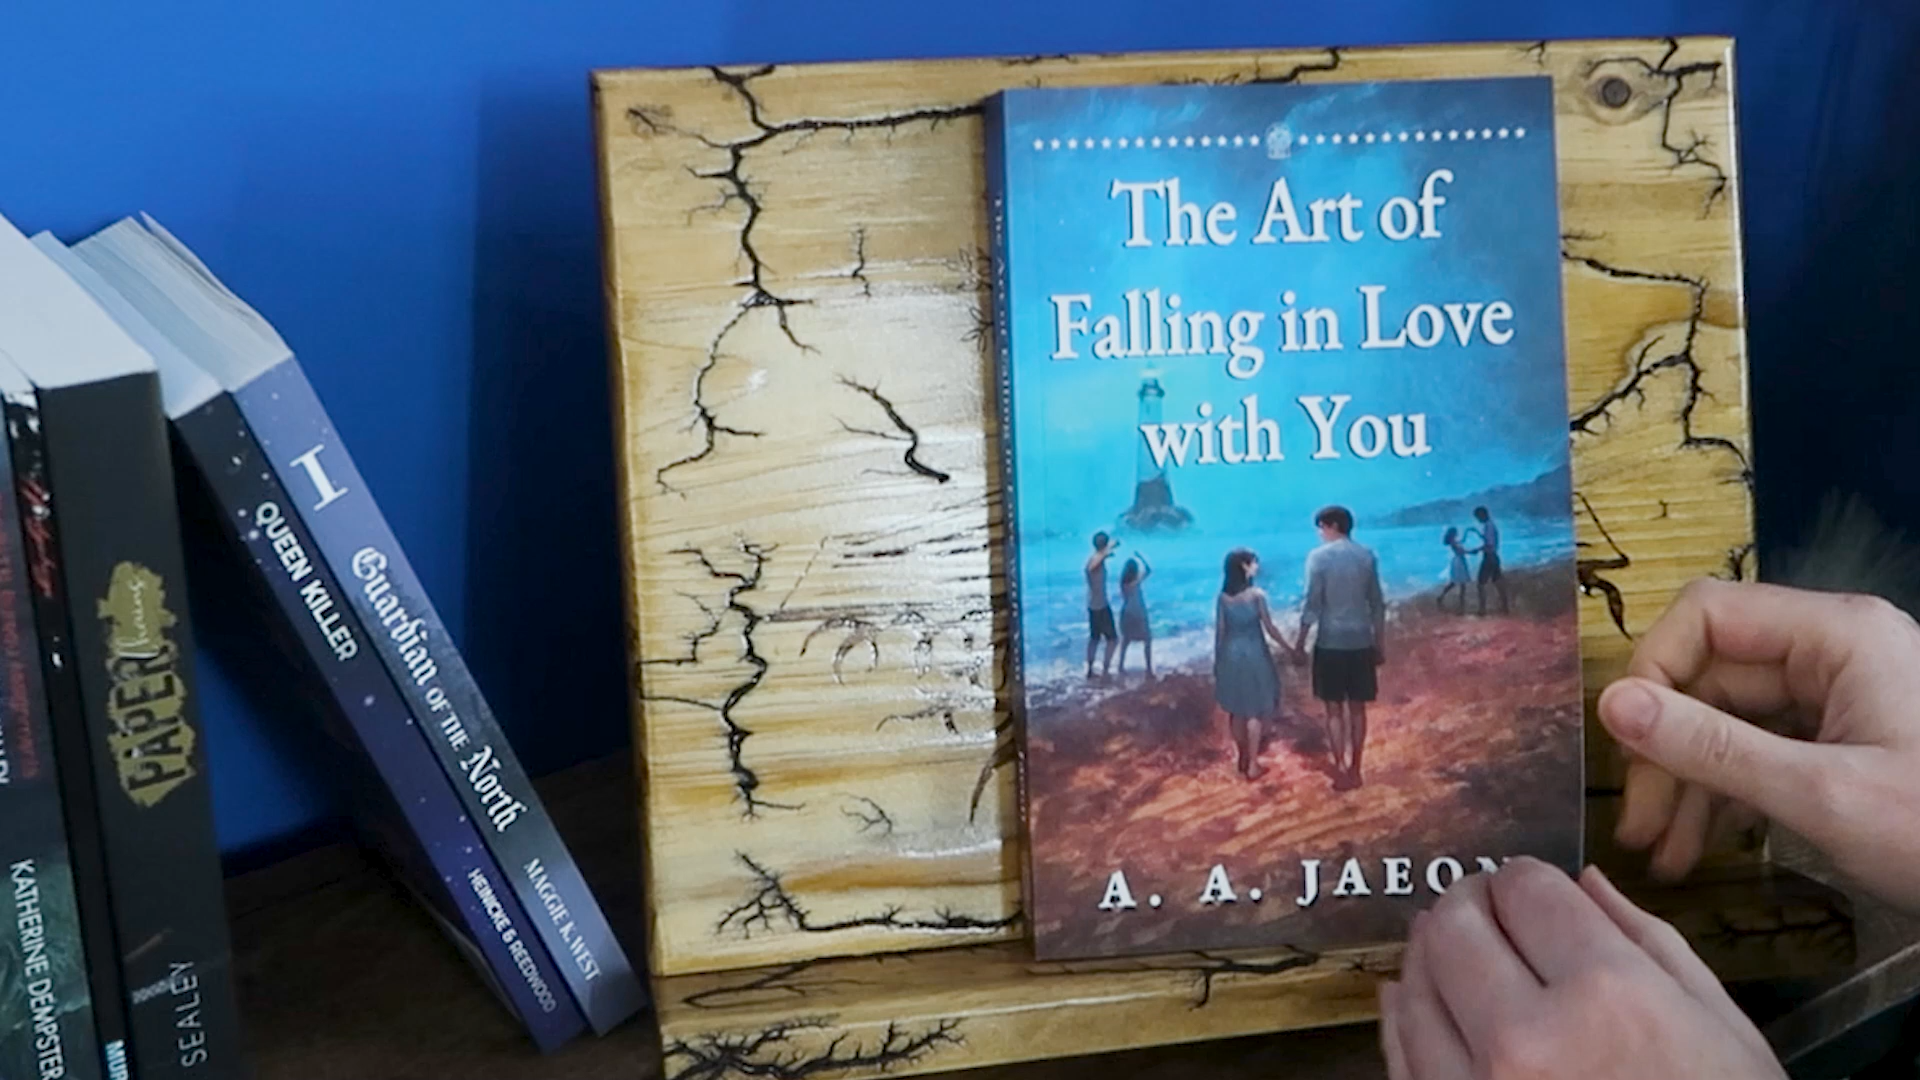 The Art of
Falling in Love
with You
A. A. JAEON
I
Guardian OF THE North
MAGGIE K. WEST
QUEEN KILLER
HEINICKE & REEDWOOD
PAPER
SEALEY
KATHERINE DEMPSTER